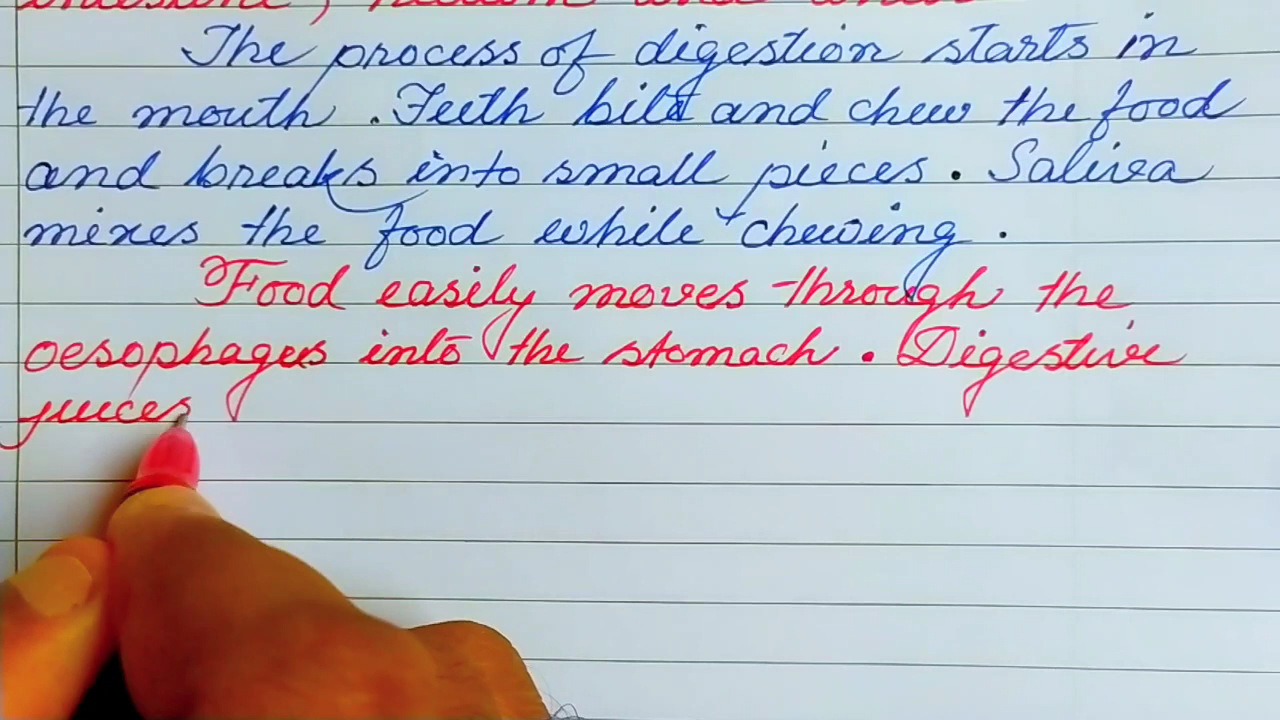 The process of digestion starts in
the mouth . Teeth bite and chew the food
and breaks into small pieces . Saliva
mixes the food while chewing .
Food easily moves through the
oesophagus into the stomach . Digestive
juices